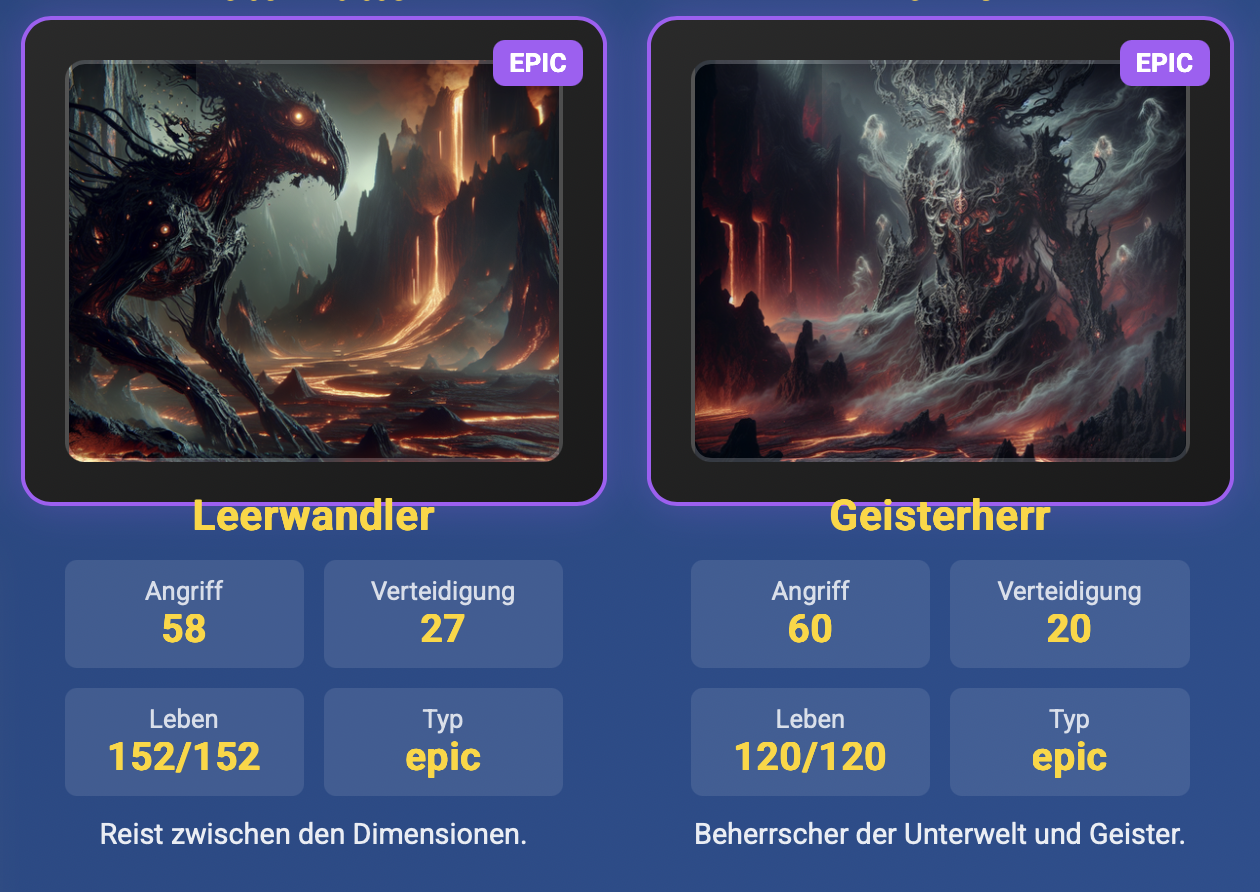 EPIC
EPIC
Leerwandler
Geisterherr
Angriff
58
Verteidigung
27
Angriff
60
Verteidigung
20
Leben
152/152
Typ
epic
Leben
120/120
Typ
epic
Reist zwischen den Dimensionen.
Beherrscher der Unterwelt und Geister.